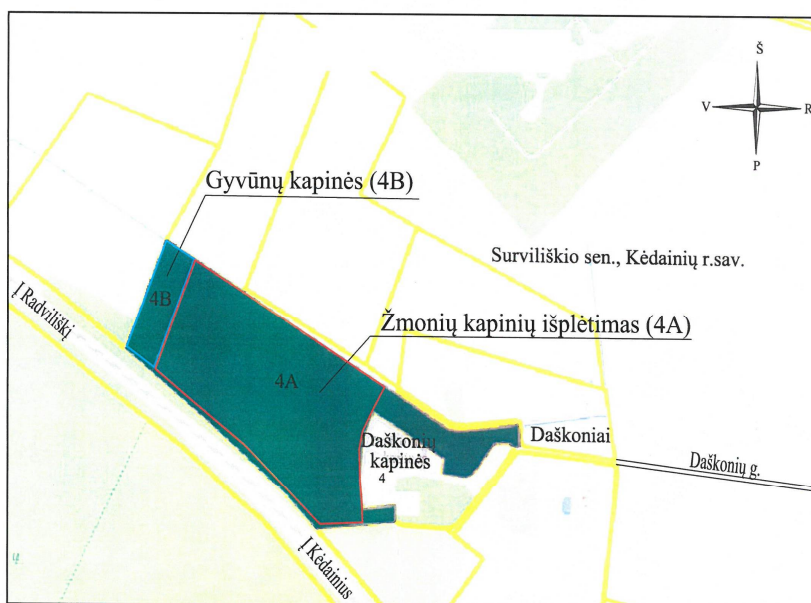 Š
V
R
P
Gyvūnų kapinės (4B)
Surviliškio sen., Kėdainių r.sav.
4B
Į Radviliškį
Žmonių kapinių išplėtimas (4A)
4A
Daškonių
kapinės
4
Daškoniai
Daškonių g.
Į Kėdainius